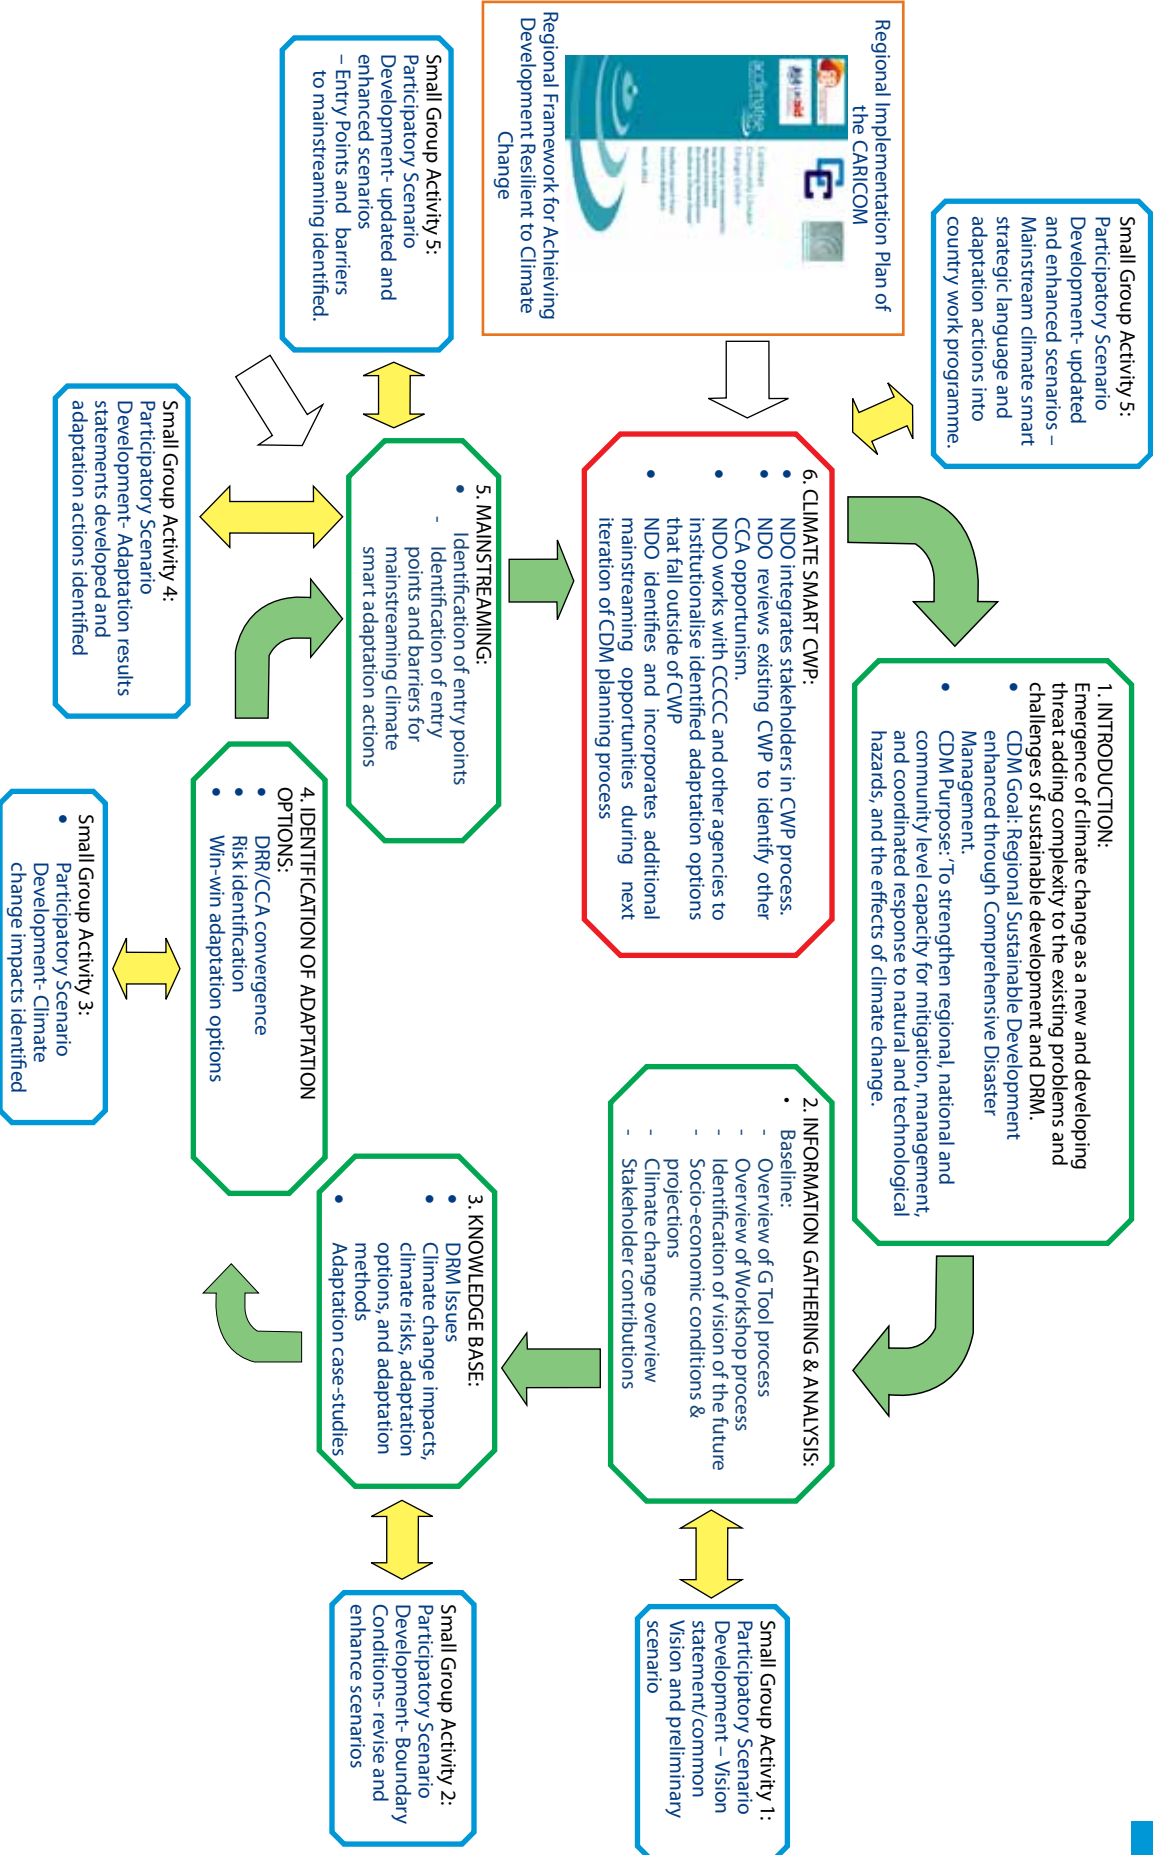 Regional Implementation Plan of
the CARICOM
acclimatise
Caribbean
Community Climate
Change Centre
Regional Framework for Achieiving
Development Resilient to Climate
Change
Small Group Activity 5:
Participatory Scenario
Development- updated
and enhanced scenarios –
Mainstream climate smart
strategic language and
adaptation actions into
country work programme.
1. INTRODUCTION:
Emergence of climate change as a new and developing
threat adding complexity to the existing problems and
challenges of sustainable development and DRM.
• CDM Goal: Regional Sustainable Development
enhanced through Comprehensive Disaster
Management.
• CDM Purpose: ‘To strengthen regional, national and
community level capacity for mitigation, management,
and coordinated response to natural and technological
hazards, and the effects of climate change.
2. INFORMATION GATHERING & ANALYSIS:
• Baseline:
- Overview of G Tool process
- Overview of Workshop process
- Identification of vision of the future
- Socio-economic conditions &
projections
- Climate change overview
- Stakeholder contributions
Small Group Activity 1:
Participatory Scenario
Development – Vision
statement/common
Vision and preliminary
scenario
3. KNOWLEDGE BASE:
• DRM Issues
• Climate change impacts,
climate risks, adaptation
options, and adaptation
methods
• Adaptation case-studies
Small Group Activity 2:
Participatory Scenario
Development- Boundary
Conditions- revise and
enhance scenarios
4. IDENTIFICATION OF ADAPTATION
OPTIONS:
• DRR/CCA convergence
• Risk identification
• Win-win adaptation options
Small Group Activity 3:
• Participatory Scenario
Development- Climate
change impacts identified
5. MAINSTREAMING:
• Identification of entry points
- Identification of entry
points and barriers for
mainstreaming climate
smart adaptation actions
Small Group Activity 4:
Participatory Scenario
Development- Adaptation results
statements developed and
adaptation actions identified
Small Group Activity 5:
Participatory Scenario
Development- updated and
enhanced scenarios
– Entry Points and barriers
to mainstreaming identified.
6. CLIMATE SMART CWP:
• NDO integrates stakeholders in CWP process.
• NDO reviews existing CWP to identify other
CCA opportunism.
• NDO works with CCCCC and other agencies to
institutionalise identified adaptation options
that fall outside of CWP
• NDO identifies and incorporates additional
mainstreaming opportunities during next
iteration of CDM planning process